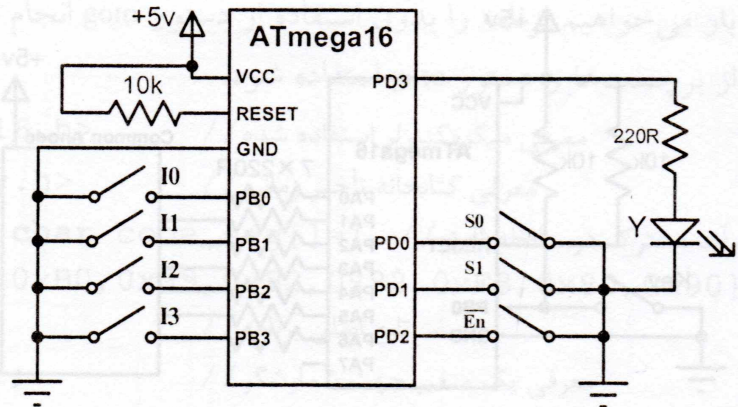 +5v
ATmega16
VCC
PD3
10k
RESET
220R
GND
I0
PB0
I1
PB1
PD0
S0
Y
I2
PB2
PD1
S1
I3
PB3
PD2
En